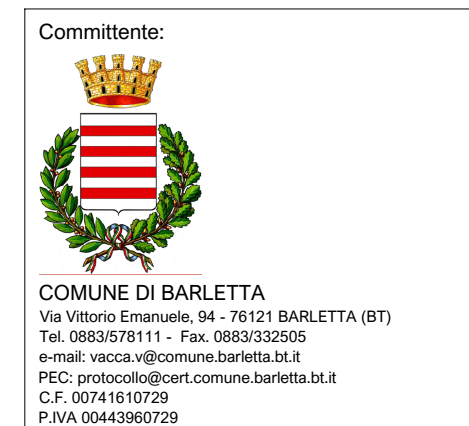 Committente:
COMUNE DI BARLETTA
Via Vittorio Emanuele, 94 - 76121 BARLETTA (BT)
Tel. 0883/578111 - Fax. 0883/332505
e-mail: vacca.v@comune.barletta.bt.it
PEC: protocollo@cert.comune.barletta.bt.it
C.F. 00741610729
P.IVA 00443960729